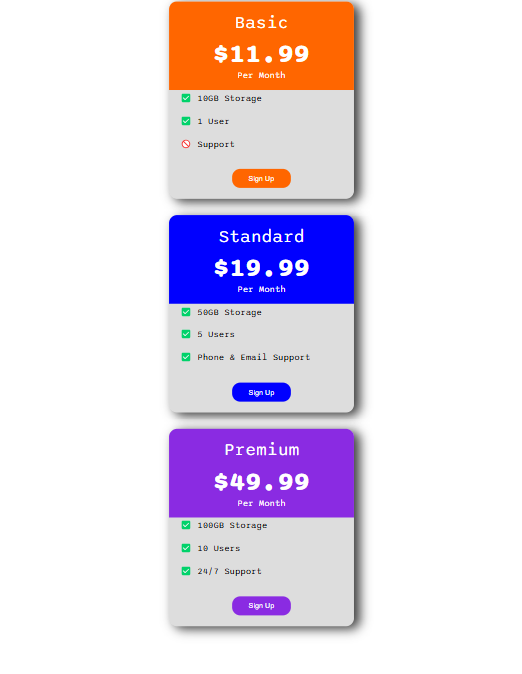 Basic
$11.99
Per Month
10GB Storage
1 User
Support
Sign Up
Standard
$19.99
Per Month
50GB Storage
5 Users
Phone & Email Support
Sign Up
Premium
$49.99
Per Month
100GB Storage
10 Users
24/7 Support
Sign Up